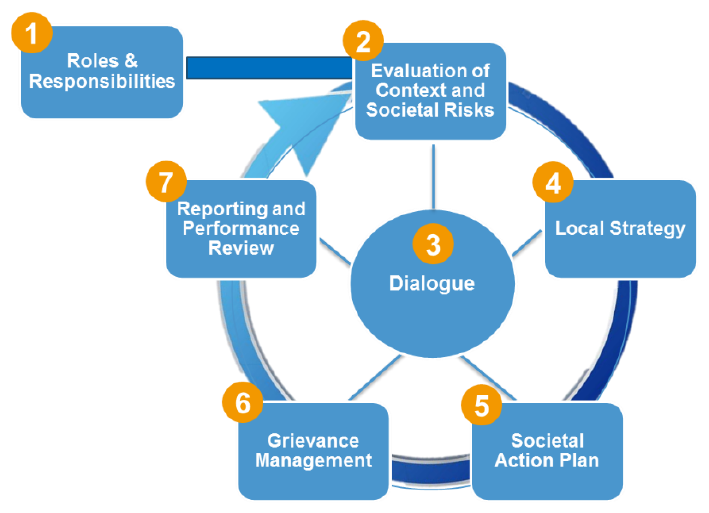 1
Roles &
Responsibilities
2
Evaluation of
Context and
Societal Risks
3
Dialogue
4
Local Strategy
5
Societal
Action Plan
6
Grievance
Management
7
Reporting and
Performance
Review